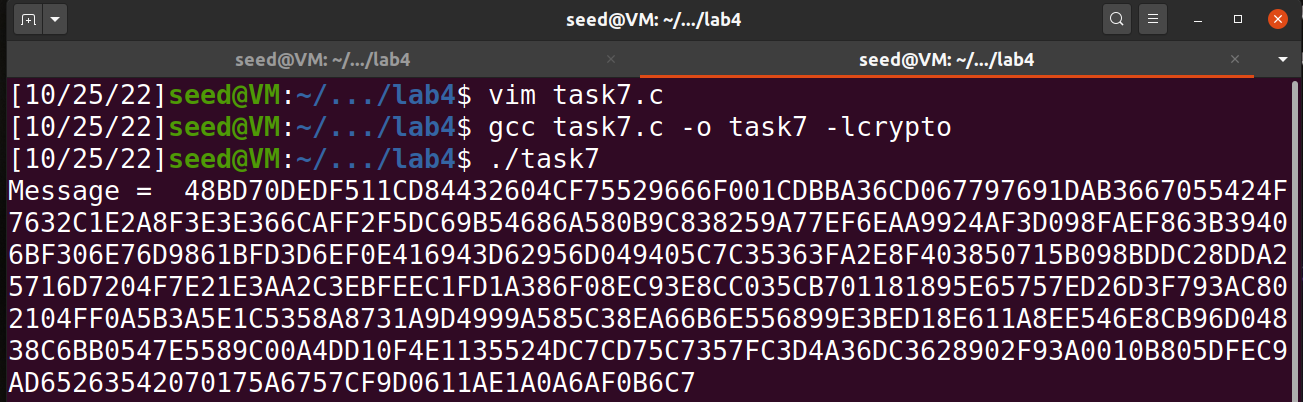 seed@VM: ~/.../lab4
seed@VM: ~/.../lab4 seed@VM: ~/.../lab4
[10/25/22]seed@VM:~/.../lab4$ vim task7.c
[10/25/22]seed@VM:~/.../lab4$ gcc task7.c -o task7 -lcrypto
[10/25/22]seed@VM:~/.../lab4$ ./task7
Message =  48BD70DEDF511CD84432604CF75529666F001CDBBA36CD067797691DAB3667055424F
7632C1E2A8F3E3E366CAFF2F5DC69B54686A580B9C838259A77EF6EAA9924AF3D098FAEF863B3940
6BF306E76D9861BFD3D6EF0E416943D62956D049405C7C35363FA2E8F403850715B098BDDC28DDA2
5716D7204F7E21E3AA2C3EBFEEC1FD1A386F08EC93E8CC035CB701181895E65757ED26D3F793AC80
2104FF0A5B3A5E1C5358A8731A9D4999A585C38EA66B6E556899E3BED18E611A8EE546E8CB96D048
38C6BB0547E5589C00A4DD10F4E1135524DC7CD75C7357FC3D4A36DC3628902F93A0010B805DFEC9
AD65263542070175A6757CF9D0611AE1A0A6AF0B6C7